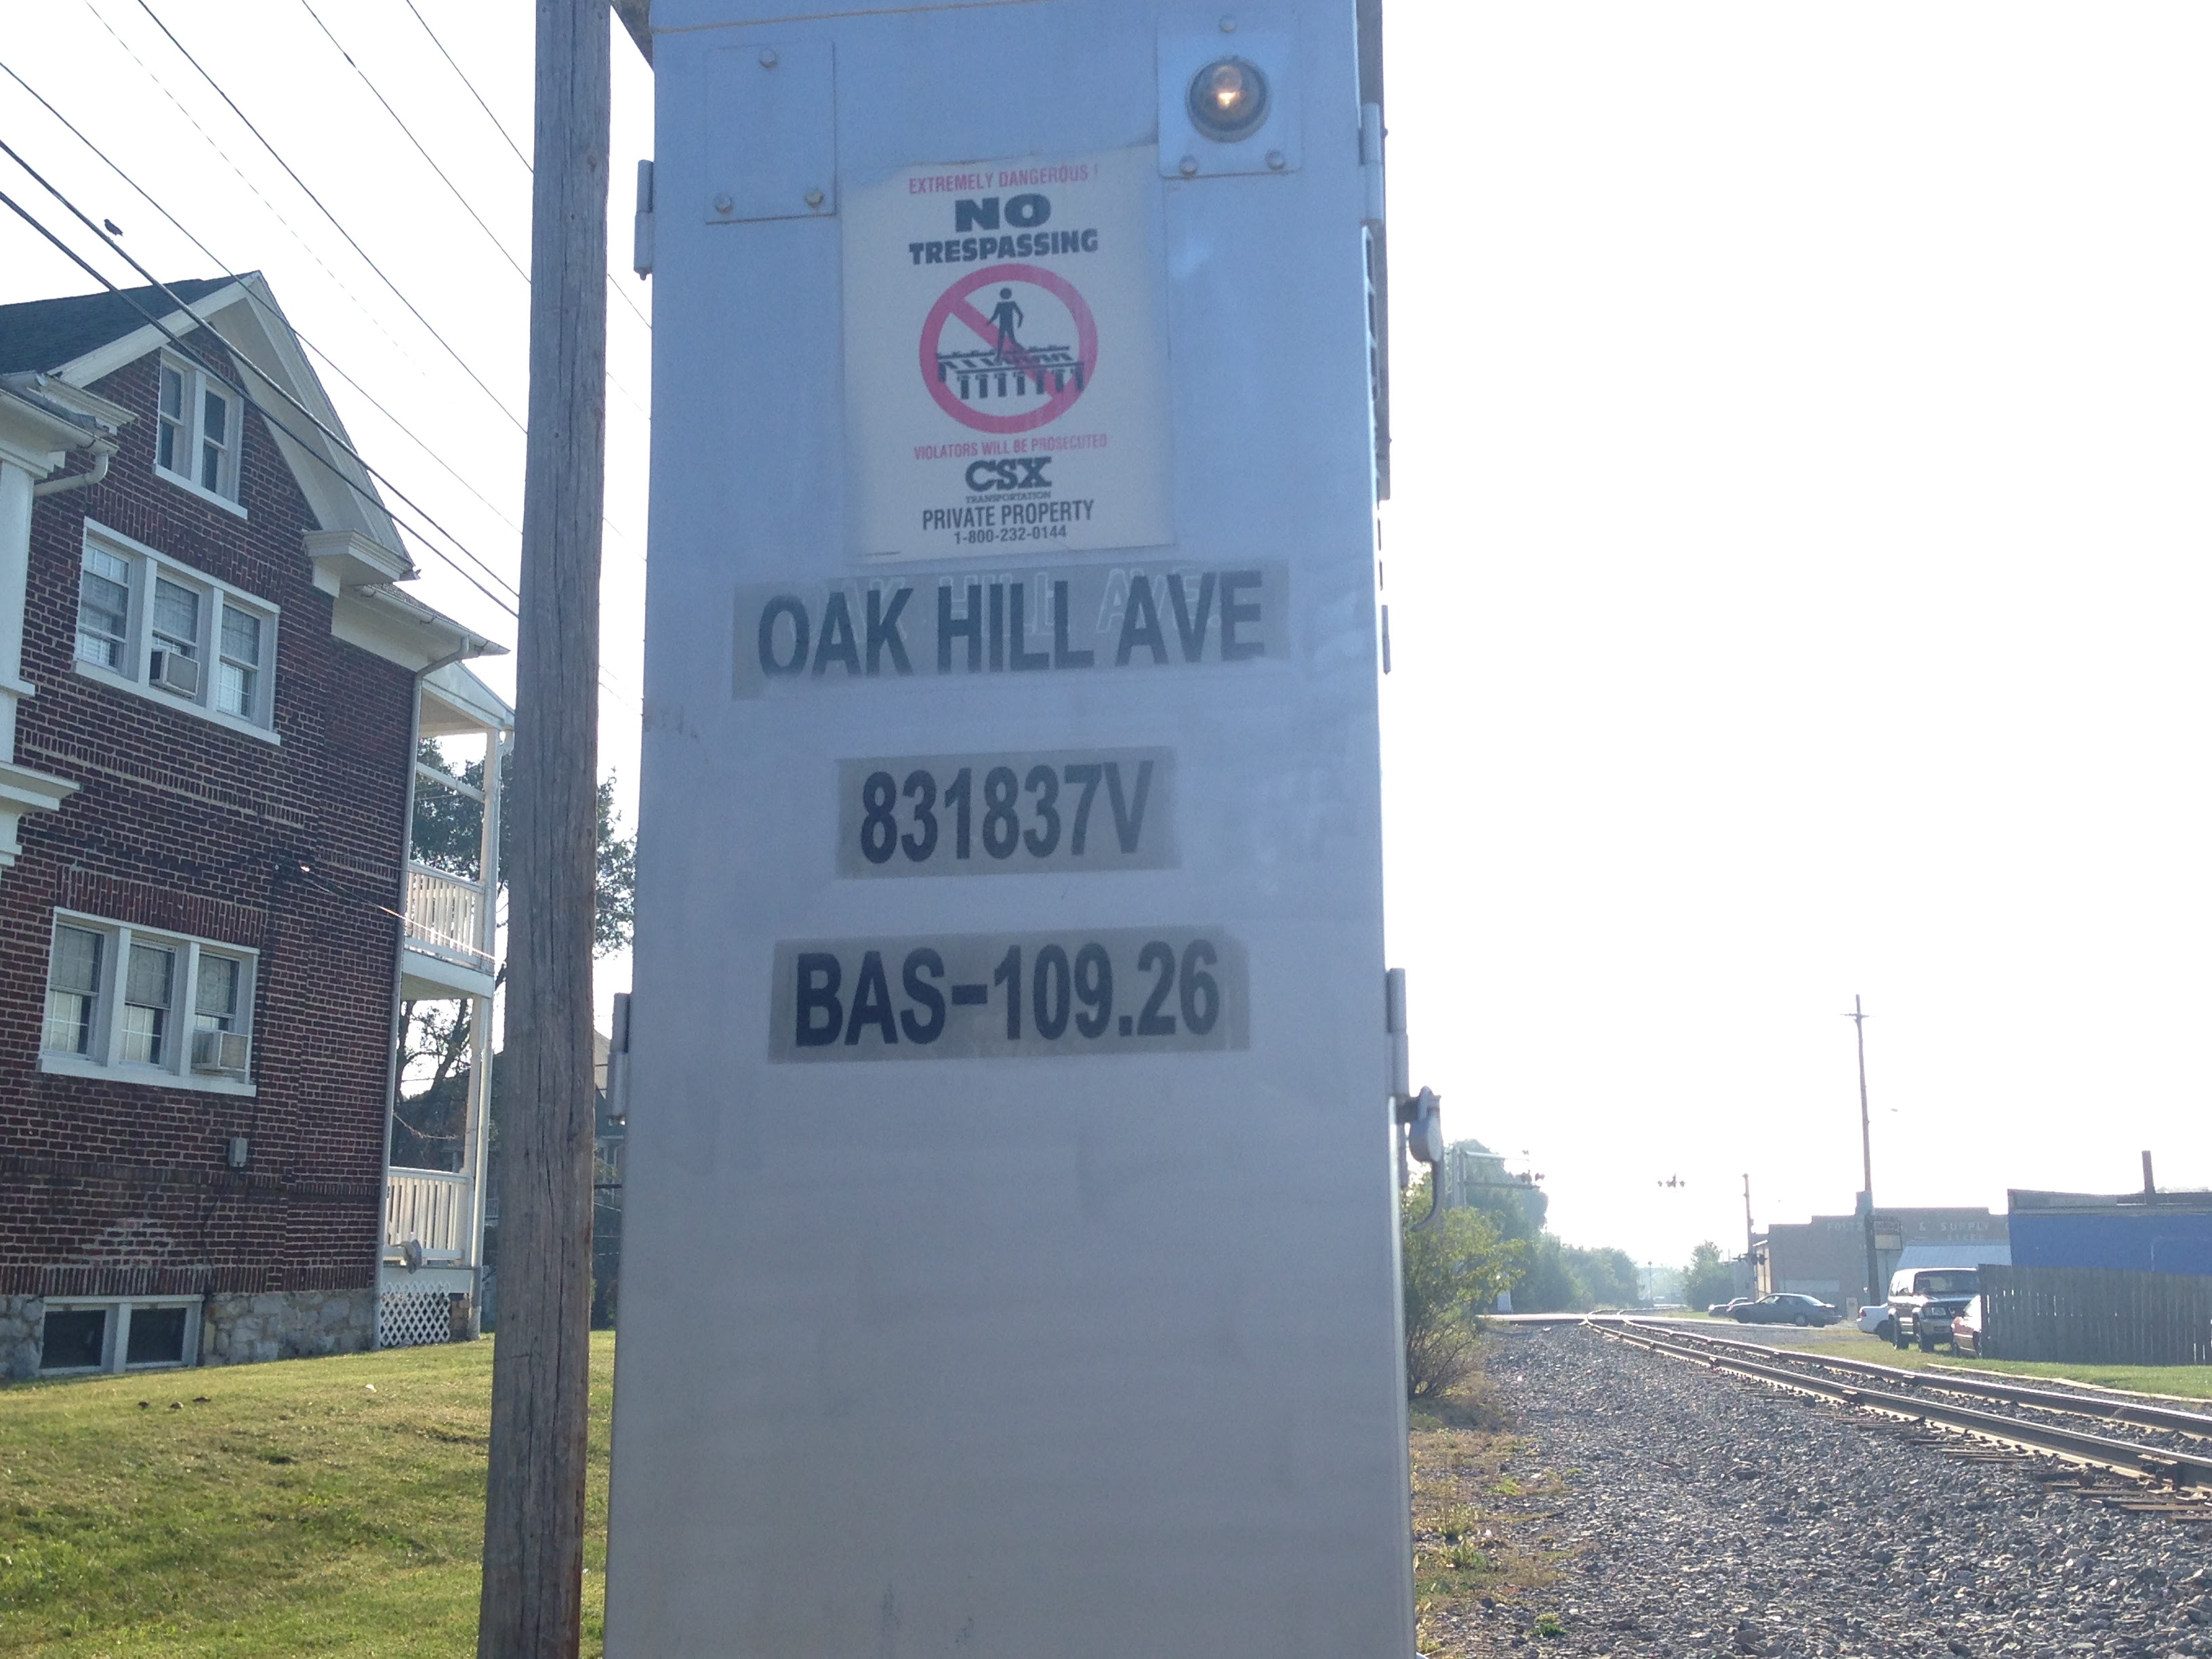 EXTREMELY DANGEROUS !
NO
TRESPASSING
VIOLATORS WILL BE PROSECUTED
CSX
TRANSPORTATION
PRIVATE PROPERTY
1-800-232-0144
OAK HILL AVE
831837V
BAS-109.26
& SUPPLY